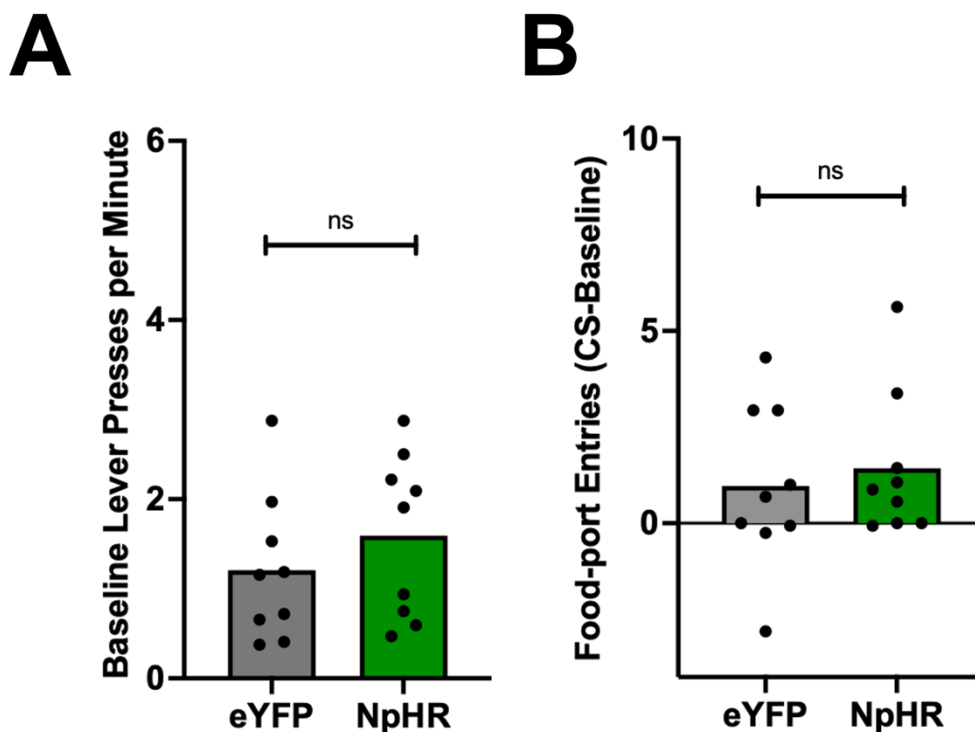 A
Baseline Lever Presses per Minute
6
4
2
0
ns
eYFP
NpHR
B
Food-port Entries (CS-Baseline)
10
5
0
ns
eYFP
NpHR